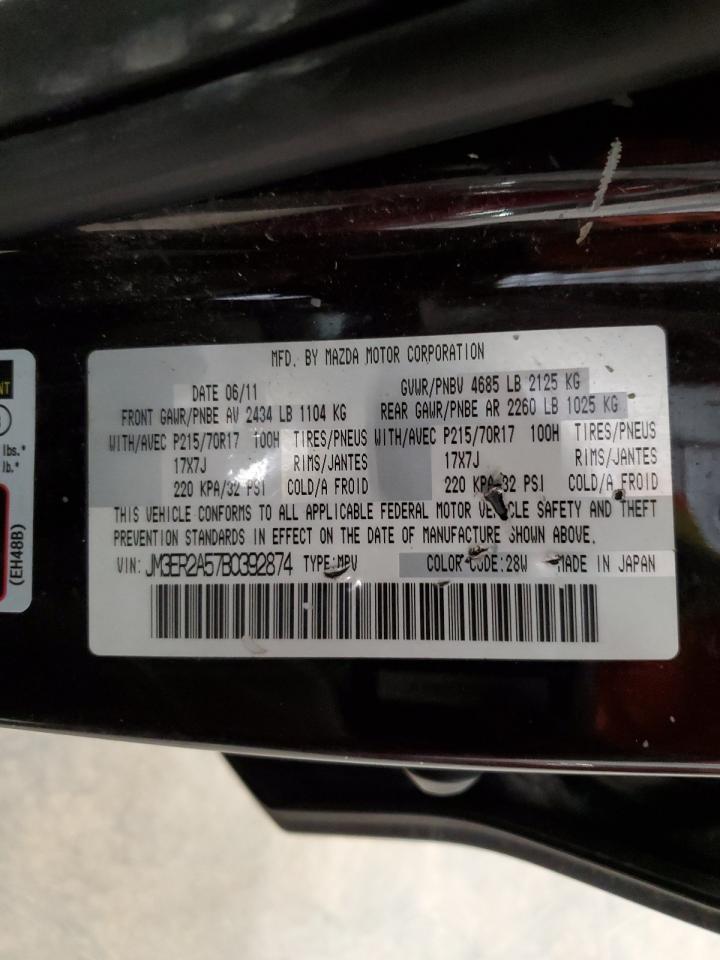 MFD. BY MAZDA MOTOR CORPORATION
DATE 06/11 GVWR/PNBV 4685 LB 2125 KG
FRONT GAWR/PNBE AV 2434 LB 1104 KG REAR GAWR/PNBE AR 2260 LB 1025 KG
WITH/AVEC P215/70R17 100H TIRES/PNEUS WITH/AVEC P215/70R17 100H TIRES/PNEUS
17X7J RIMS/JANTES 17X7J RIMS/JANTES
220 KPA/32 PSI COLD/A FROID 220 KPA/32 PSI COLD/A FROID
THIS VEHICLE CONFORMS TO ALL APPLICABLE FEDERAL MOTOR VEHICLE SAFETY AND THEFT
PREVENTION STANDARDS IN EFFECT ON THE DATE OF MANUFACTURE SHOWN ABOVE.
VIN: JM3ER2A57B0392874 TYPE: MPV COLOR CODE: 28W MADE IN JAPAN
lbs.*
lb.*
(EH48B)